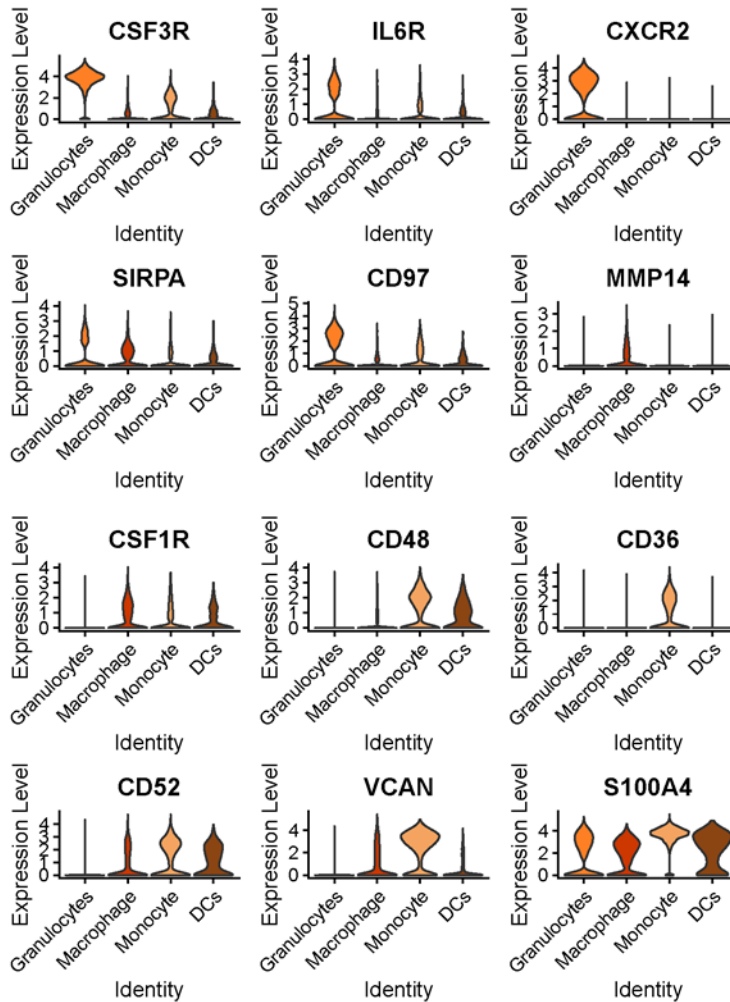 CSF3R IL6R CXCR2
Expression Level Expression Level Expression Level
4 2 0 4 3 2 1 0 4 3 2 1 0
Granulocytes Macrophage Monocyte DCs Granulocytes Macrophage Monocyte DCs Granulocytes Macrophage Monocyte DCs
Identity Identity Identity
SIRPA CD97 MMP14
Expression Level Expression Level Expression Level
4 3 2 1 0 5 4 3 2 1 0 3 2 1 0
Granulocytes Macrophage Monocyte DCs Granulocytes Macrophage Monocyte DCs Granulocytes Macrophage Monocyte DCs
Identity Identity Identity
CSF1R CD48 CD36
Expression Level Expression Level Expression Level
4 3 2 1 0 4 3 2 1 0 4 3 2 1 0
Granulocytes Macrophage Monocyte DCs Granulocytes Macrophage Monocyte DCs Granulocytes Macrophage Monocyte DCs
Identity Identity Identity
CD52 VCAN S100A4
Expression Level Expression Level Expression Level
4 3 2 1 0 4 2 0 4 2 0
Granulocytes Macrophage Monocyte DCs Granulocytes Macrophage Monocyte DCs Granulocytes Macrophage Monocyte DCs
Identity Identity Identity